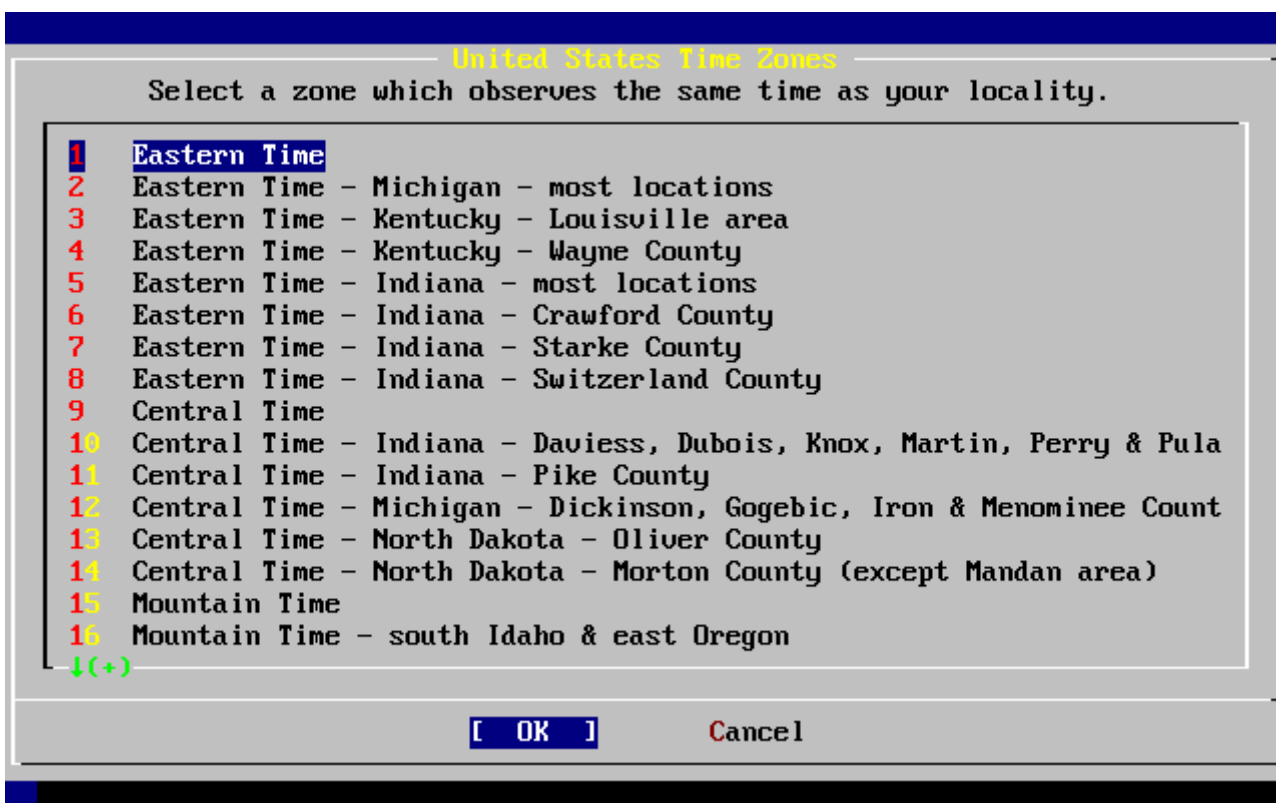 United States Time Zones
Select a zone which observes the same time as your locality.
1 Eastern Time
2 Eastern Time - Michigan - most locations
3 Eastern Time - Kentucky - Louisville area
4 Eastern Time - Kentucky - Wayne County
5 Eastern Time - Indiana - most locations
6 Eastern Time - Indiana - Crawford County
7 Eastern Time - Indiana - Starke County
8 Eastern Time - Indiana - Switzerland County
9 Central Time
10 Central Time - Indiana - Daviess, Dubois, Knox, Martin, Perry & Pula
11 Central Time - Indiana - Pike County
12 Central Time - Michigan - Dickinson, Gogebic, Iron & Menominee Count
13 Central Time - North Dakota - Oliver County
14 Central Time - North Dakota - Morton County (except Mandan area)
15 Mountain Time
16 Mountain Time - south Idaho & east Oregon
↓(+)
[ OK ] Cancel